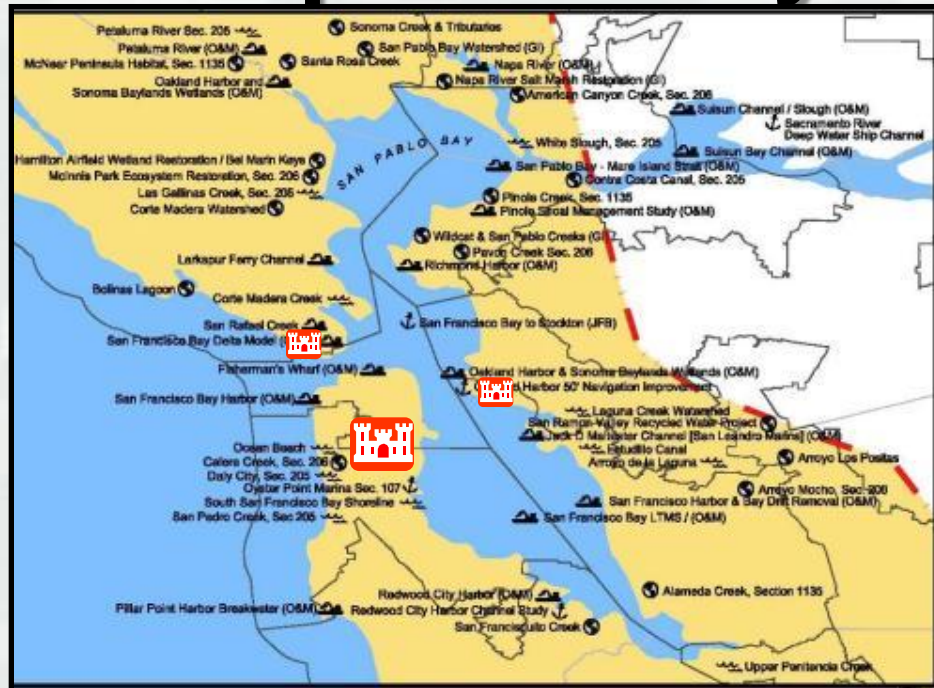 Petaluma River Sec. 205
Sonoma Creek & Tributaries
Petaluma River (O&M)
San Pablo Bay Watershed (GI)
McNear Peninsula Habitat, Sec. 1135
Santa Rosa Creek
Napa River (O&M)
Oakland Harbor and
Sonoma Baylands Wetlands (O&M)
Napa River Salt Marsh Restoration (GI)
American Canyon Creek, Sec. 206
Suisun Channel / Slough (O&M)
Sacramento River
Deep Water Ship Channel
SAN PABLO BAY
White Slough, Sec. 205
Suisun Bay Channel (O&M)
Hamilton Airfield Wetland Restoration / Bel Marin Keys
San Pablo Bay - Mare Island Strait (O&M)
McInnis Park Ecosystem Restoration, Sec. 206
Contra Costa Canal, Sec. 205
Las Gallinas Creek, Sec. 205
Pinole Creek, Sec. 1135
Corte Madera Watershed
Pinole Shoal Management Study (O&M)
Wildcat & San Pablo Creeks (GI)
Pavon Creek Sec. 206
Larkspur Ferry Channel
Richmond Harbor (O&M)
Bolinas Lagoon
Corte Madera Creek
San Rafael Creek
San Francisco Bay to Stockton (JFB)
San Francisco Bay Delta Model
Fisherman's Wharf (O&M)
Oakland Harbor & Sonoma Baylands Wetlands (O&M)
Harbor 50' Navigation Improvement
San Francisco Bay Harbor (O&M)
Laguna Creek Watershed
San Ramon Valley Recycled Water Project
Jack D Maltester Channel [San Leandro Marina] (O&M)
Ocean Beach
Estudillo Canal
Calera Creek, Sec. 206
Arroyo de la Laguna
Arroyo Los Positas
Daly City, Sec. 205
Oyster Point Marina Sec. 107
Arroyo Mocho, Sec. 206
South San Francisco Bay Shoreline
San Francisco Harbor & Bay Drift Removal (O&M)
San Pedro Creek, Sec 205
San Francisco Bay LTMS / (O&M)
Alameda Creek, Section 1135
Redwood City Harbor (O&M)
Pillar Point Harbor Breakwater (O&M)
Redwood City Harbor Channel Study
San Francisquito Creek
Upper Penitencia Creek